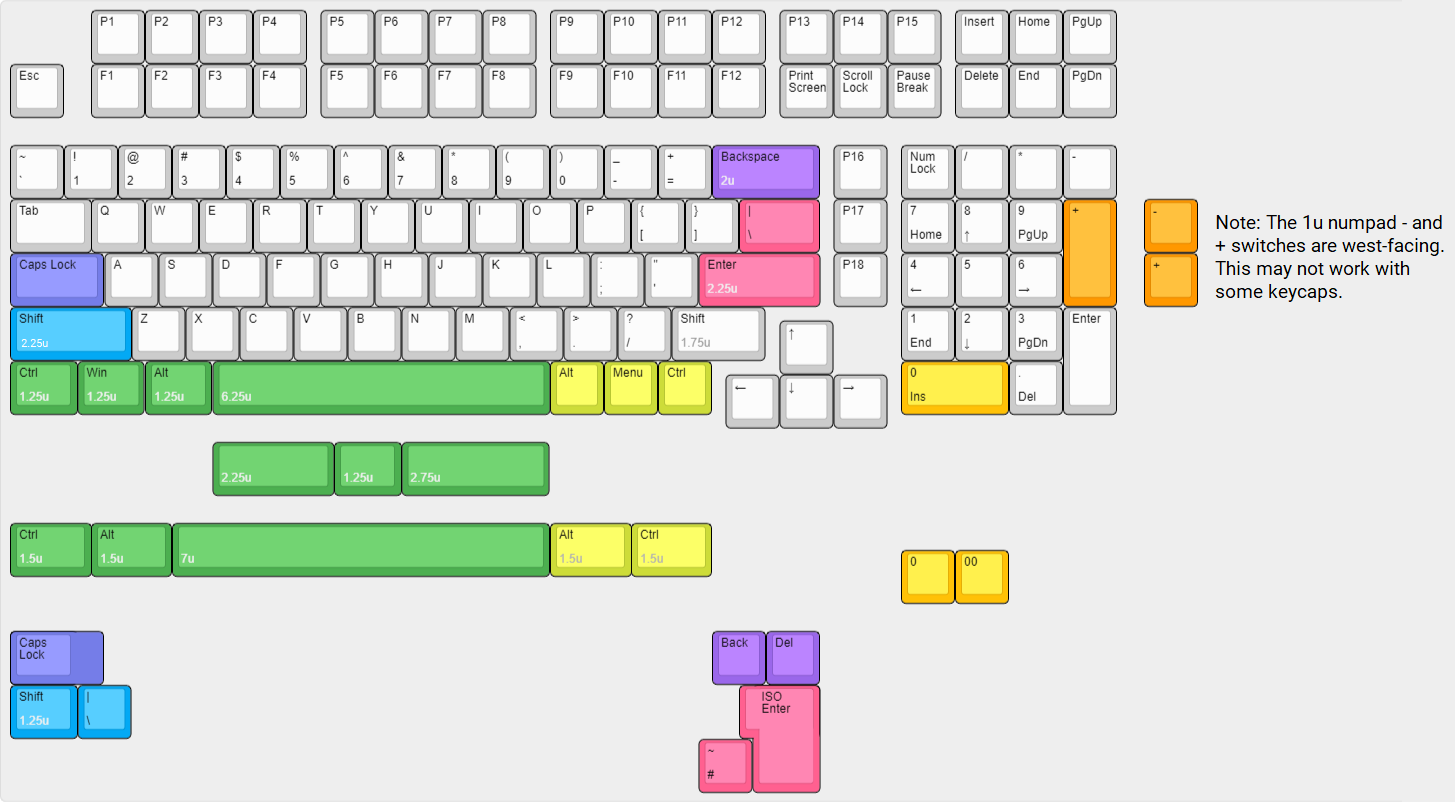 P1 P2 P3 P4 P5 P6 P7 P8 P9 P10 P11 P12 P13 P14 P15 Insert Home PgUp
Esc F1 F2 F3 F4 F5 F6 F7 F8 F9 F10 F11 F12 Print Scroll Pause Delete End PgDn
Screen Lock Break
~ ! @ # $ % ^ & * ( ) _ + Backspace P16 Num / * -
Lock
` 1 2 3 4 5 6 7 8 9 0 - = 2u
Tab Q W E R T Y U I O P { } | P17 7 8 9 + -
[ ] \ Home ↑ PgUp
Note: The 1u numpad - and
+ switches are west-facing.
This may not work with
some keycaps.
Caps Lock A S D F G H J K L : " Enter P18 4 5 6 +
; ' 2.25u ← →
Shift Z X C V B N M < > ? Shift ↑ 1 2 3 Enter
2.25u , . / 1.75u End ↓ PgDn
Ctrl Win Alt Alt Menu Ctrl ← ↓ → 0 .
1.25u 1.25u 1.25u 6.25u Ins Del
2.25u 1.25u 2.75u
Ctrl Alt Alt Ctrl
1.5u 1.5u 7u 1.5u 1.5u
0 00
Caps Back Del
Lock
Shift | ISO
Enter
1.25u \
~
#